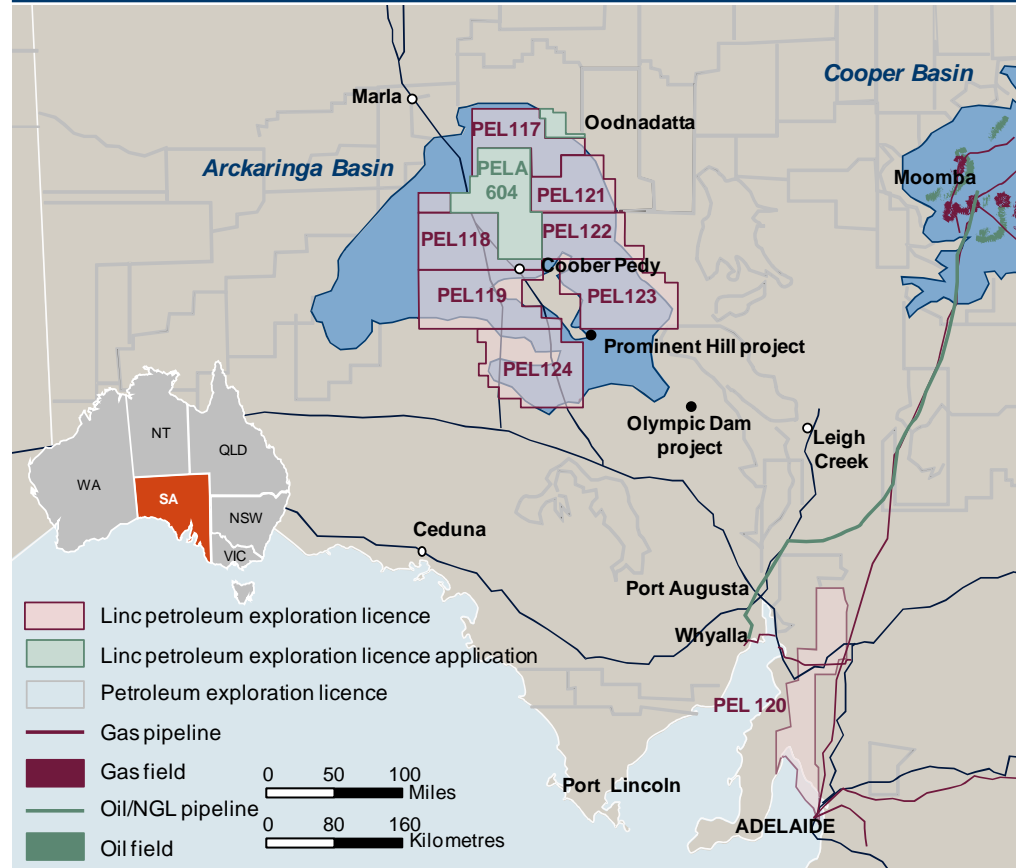 Cooper Basin
Marla
Oodnadatta
PEL117
Arckaringa Basin
PELA
604
Moomba
PEL121
PEL118
PEL122
Coober Pedy
PEL119
PEL123
Prominent Hill project
PEL124
Olympic Dam
project
Leigh
Creek
NT
QLD
WA
SA
NSW
VIC
Ceduna
Port Augusta
Whyalla
PEL 120
Port Lincoln
ADELAIDE
Linc petroleum exploration licence
Linc petroleum exploration licence application
Petroleum exploration licence
Gas pipeline
Gas field
Oil/NGL pipeline
Oil field
0 50 100
Miles
0 80 160
Kilometres